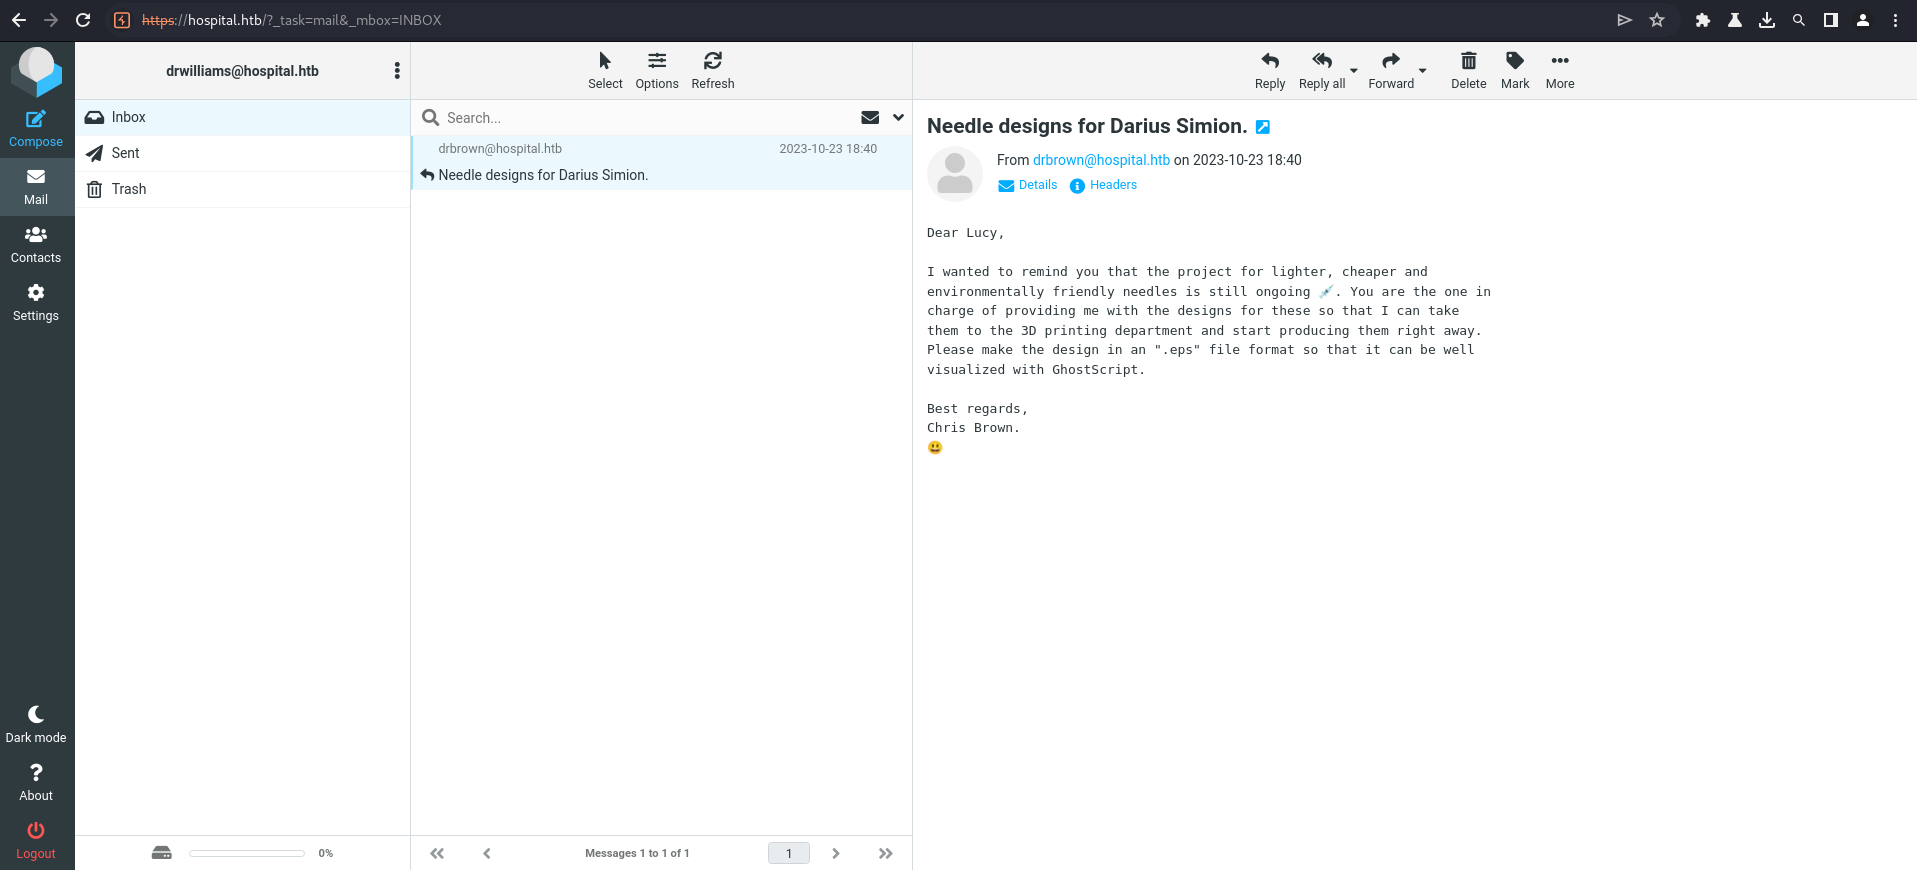 https://hospital.htb/?_task=mail&_mbox=INBOX
drwilliams@hospital.htb
Compose
Mail
Contacts
Settings
Dark mode
About
Logout
Inbox
Sent
Trash
0%
Select
Options
Refresh
Search...
drbrown@hospital.htb 2023-10-23 18:40
Needle designs for Darius Simion.
Messages 1 to 1 of 1
1
Reply
Reply all
Forward
Delete
Mark
More
Needle designs for Darius Simion.
From drbrown@hospital.htb on 2023-10-23 18:40
Details Headers
Dear Lucy,
I wanted to remind you that the project for lighter, cheaper and
environmentally friendly needles is still ongoing 💉. You are the one in
charge of providing me with the designs for these so that I can take
them to the 3D printing department and start producing them right away.
Please make the design in an ".eps" file format so that it can be well
visualized with GhostScript.
Best regards,
Chris Brown.
😃